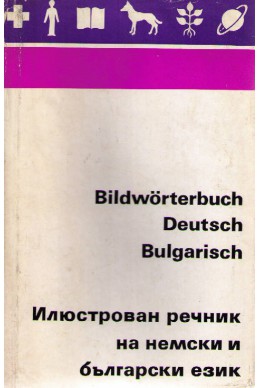 Bildwörterbuch
Deutsch
Bulgarisch
Илюстрован речник
на немски и
български език